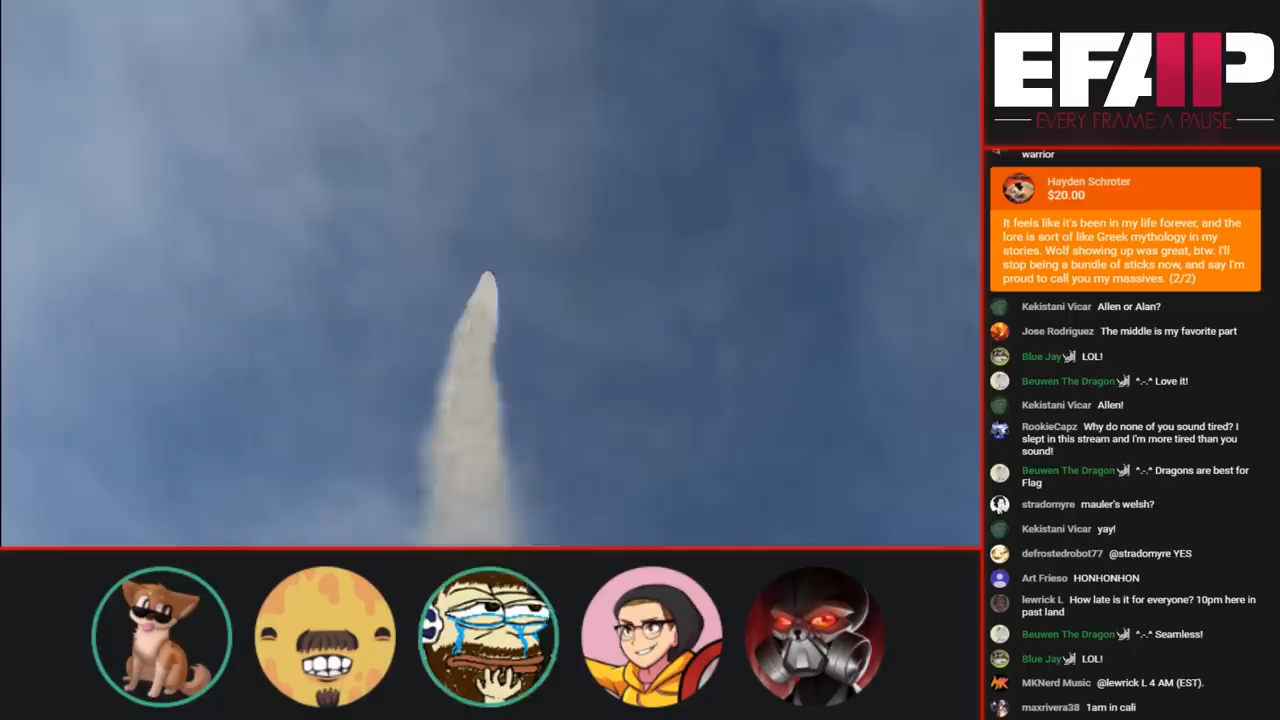 EFAP
EVERY FRAME A PAUSE
warrior
Hayden Schroter
$20.00
It feels like it's been in my life forever, and the
lore is sort of like Greek mythology in my
stories. Wolf showing up was great, btw. I'll
stop being a bundle of sticks now, and say I'm
proud to call you my massives. (2/2)
Kekistani Vicar Allen or Alan?
Jose Rodriguez The middle is my favorite part
Blue Jay LOL!
Beuwen The Dragon ^.-.^ Love it!
Kekistani Vicar Allen!
RookieCapz Why do none of you sound tired? I
slept in this stream and I'm more tired than you
sound!
Beuwen The Dragon ^.-.^ Dragons are best for
Flag
stradomyre mauler's welsh?
Kekistani Vicar yay!
defrostedrobot77 @stradomyre YES
Art Frieso HONHONHON
lewrick L How late is it for everyone? 10pm here in
past land
Beuwen The Dragon ^.-.^ Seamless!
Blue Jay LOL!
MKNerd Music @lewrick L 4 AM (EST).
maxrivera38 1am in cali